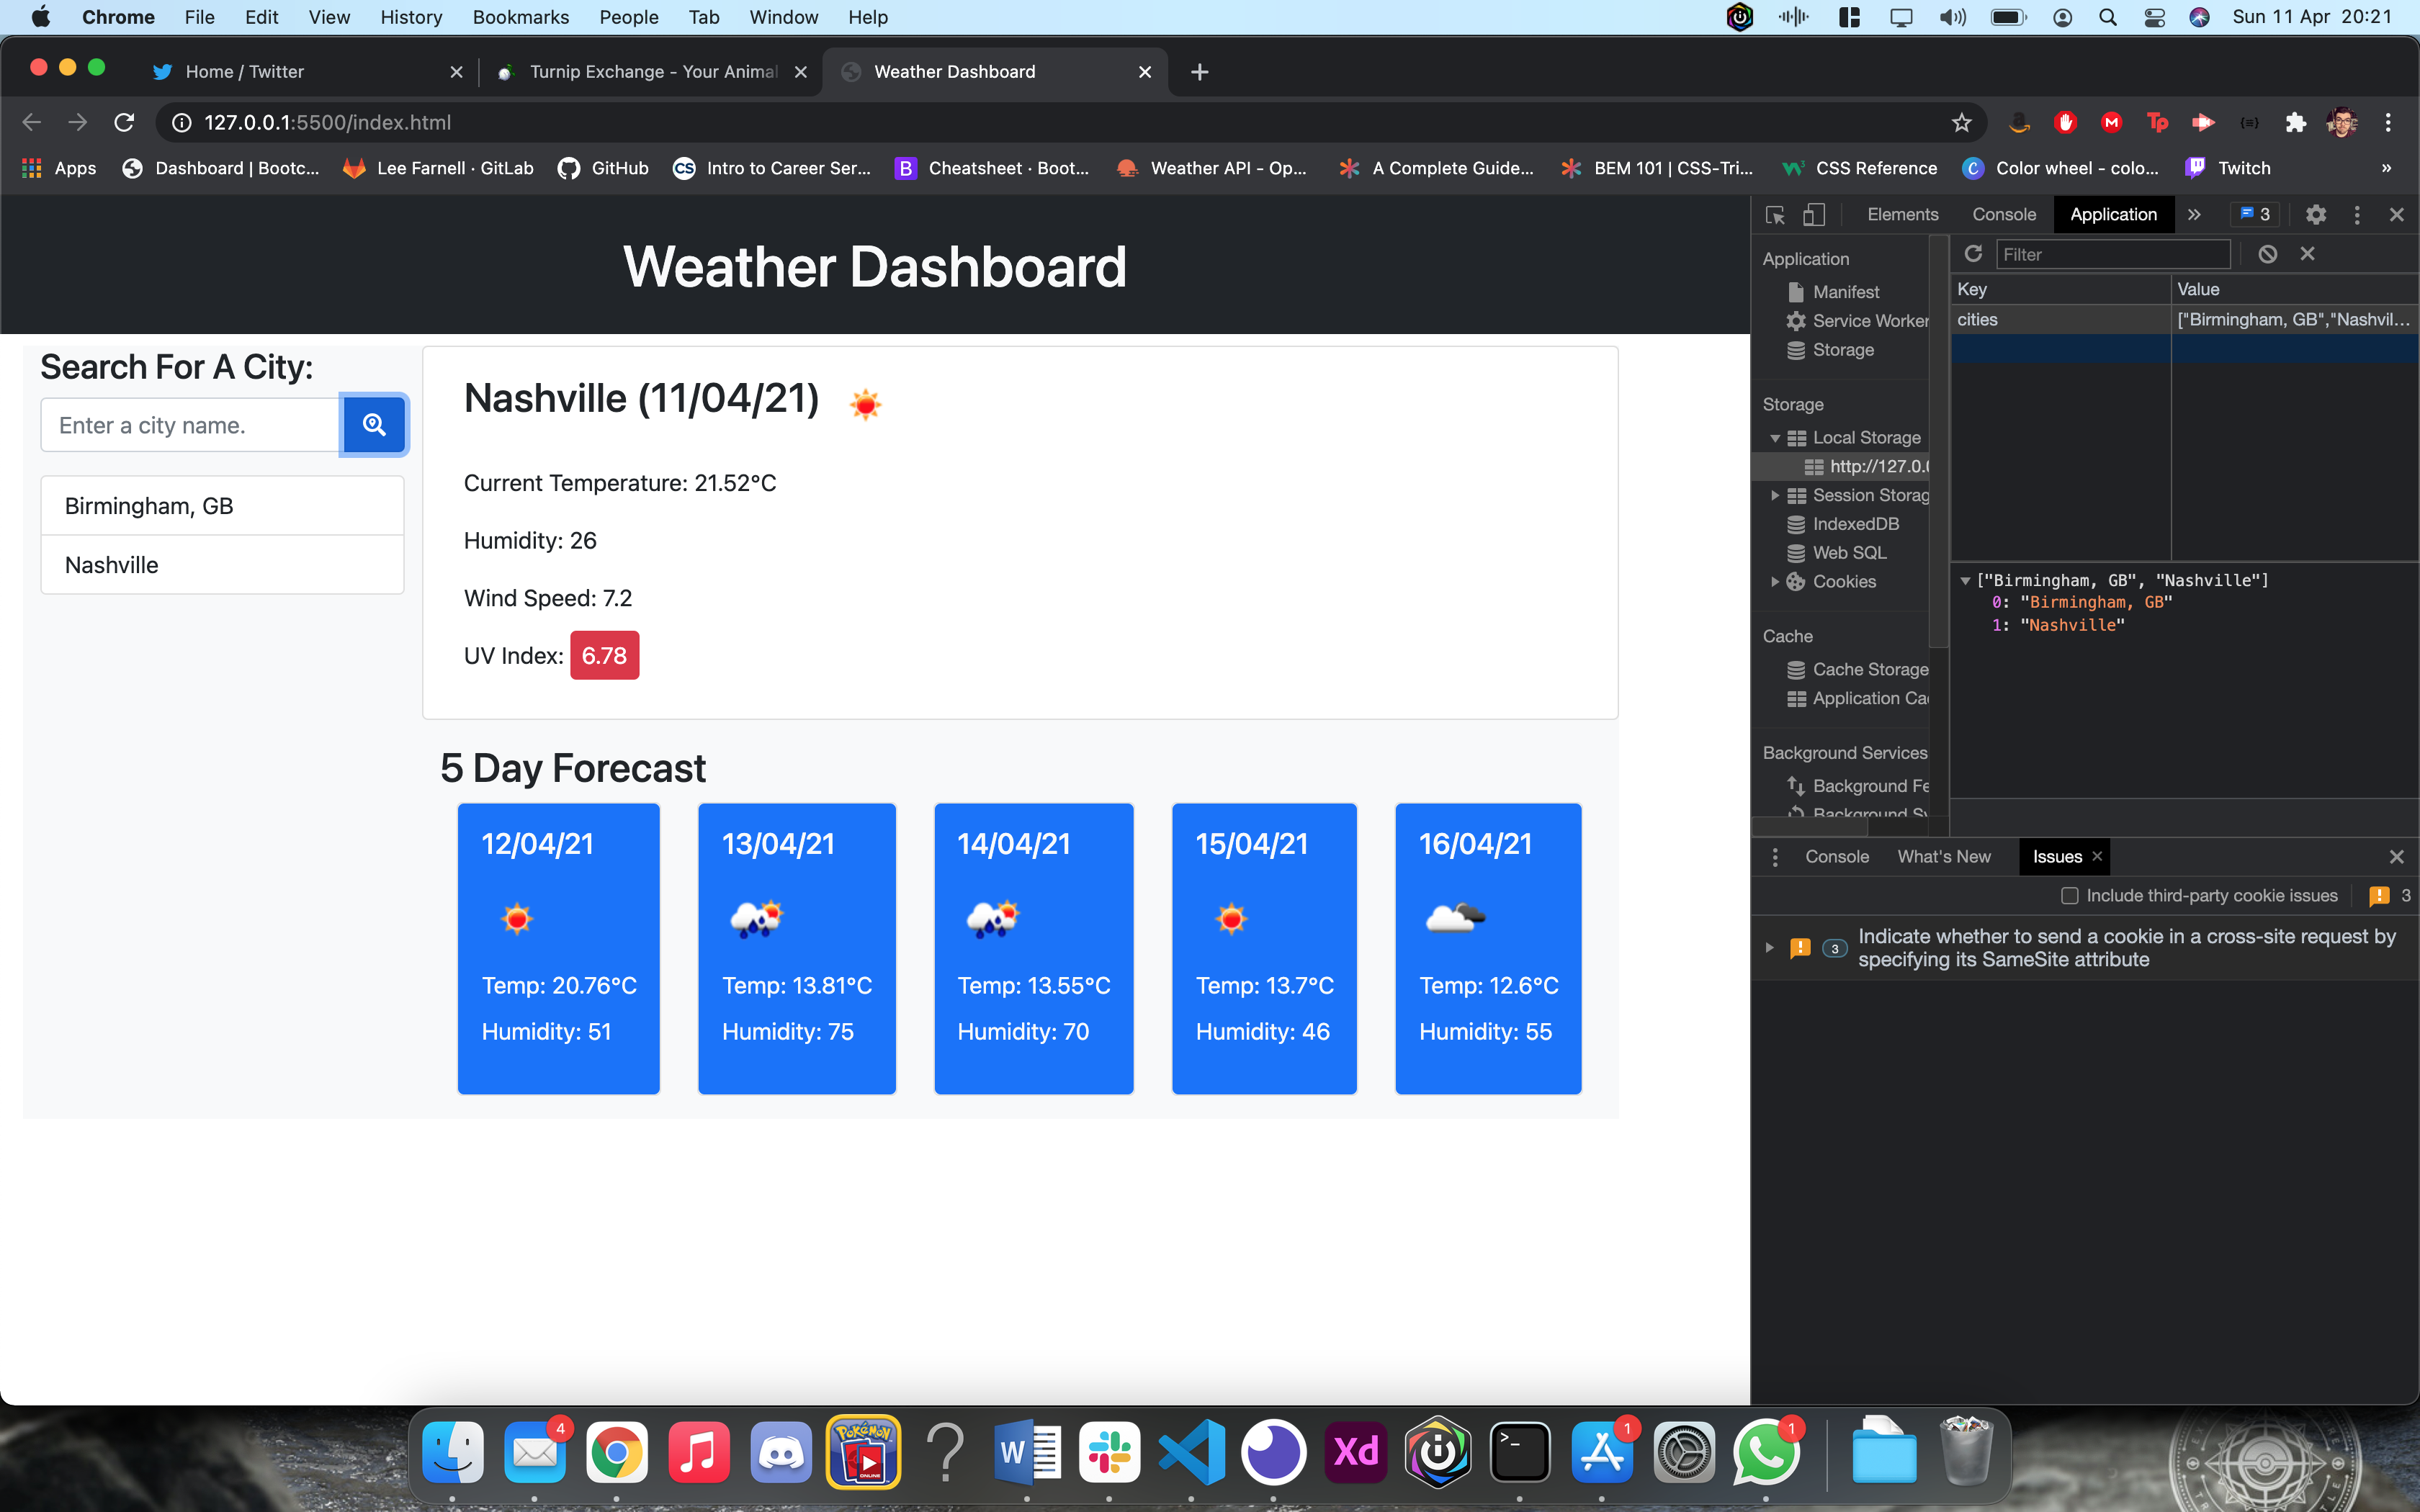 Chrome File Edit View History Bookmarks People Tab Window Help Sun 11 Apr 20:21
Home / Twitter Turnip Exchange - Your Animal Weather Dashboard
127.0.0.1:5500/index.html
Apps Dashboard | Bootc... Lee Farnell · GitLab GitHub CS Intro to Career Ser... B Cheatsheet · Boot... Weather API - Op... A Complete Guide... BEM 101 | CSS-Tri... CSS Reference C Color wheel - colo... Twitch »
Weather Dashboard
Search For A City:
Enter a city name.
Birmingham, GB
Nashville
Nashville (11/04/21)
Current Temperature: 21.52°C
Humidity: 26
Wind Speed: 7.2
UV Index: 6.78
5 Day Forecast
12/04/21
Temp: 20.76°C
Humidity: 51
13/04/21
Temp: 13.81°C
Humidity: 75
14/04/21
Temp: 13.55°C
Humidity: 70
15/04/21
Temp: 13.7°C
Humidity: 46
16/04/21
Temp: 12.6°C
Humidity: 55
Elements Console Application » 3
Application
Manifest
Service Worker
Storage
Storage
Local Storage
http://127.0.0
Session Storag
IndexedDB
Web SQL
Cookies
Cache
Cache Storage
Application Ca
Background Services
Background Fe
Background Sy
Filter
Key Value
cities ["Birmingham, GB","Nashvil...
["Birmingham, GB", "Nashville"]
0: "Birmingham, GB"
1: "Nashville"
Console What's New Issues
Include third-party cookie issues 3
3 Indicate whether to send a cookie in a cross-site request by
specifying its SameSite attribute
4 Pokémon ONLINE ? W Xd >_ 1 1